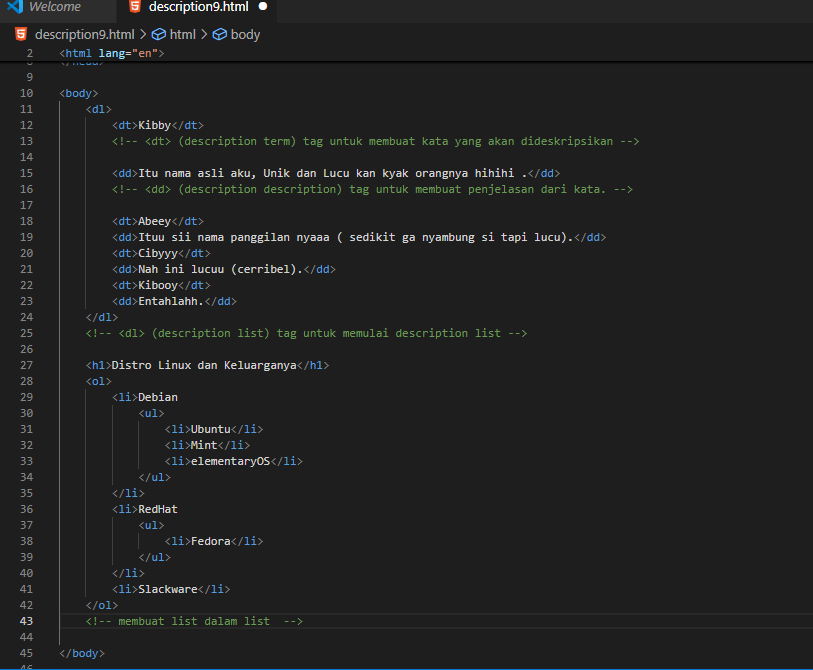 Welcome
description9.html
description9.html > html > body
2 <html lang="en">
8 </head>
9
10 <body>
11 <dl>
12 <dt>Kibby</dt>
13 <!-- <dt> (description term) tag untuk membuat kata yang akan dideskripsikan -->
14
15 <dd>Itu nama asli aku, Unik dan Lucu kan kyak orangnya hihihi .</dd>
16 <!-- <dd> (description description) tag untuk membuat penjelasan dari kata. -->
17
18 <dt>Abeey</dt>
19 <dd>Ituu sii nama panggilan nyaaa ( sedikit ga nyambung si tapi lucu).</dd>
20 <dt>Cibyyy</dt>
21 <dd>Nah ini lucuu (cerribel).</dd>
22 <dt>Kibooy</dt>
23 <dd>Entahlahh.</dd>
24 </dl>
25 <!-- <dl> (description list) tag untuk memulai description list -->
26
27 <h1>Distro Linux dan Keluarganya</h1>
28 <ol>
29 <li>Debian
30 <ul>
31 <li>Ubuntu</li>
32 <li>Mint</li>
33 <li>elementaryOS</li>
34 </ul>
35 </li>
36 <li>RedHat
37 <ul>
38 <li>Fedora</li>
39 </ul>
40 </li>
41 <li>Slackware</li>
42 </ol>
43 <!-- membuat list dalam list  -->
44
45 </body>
46